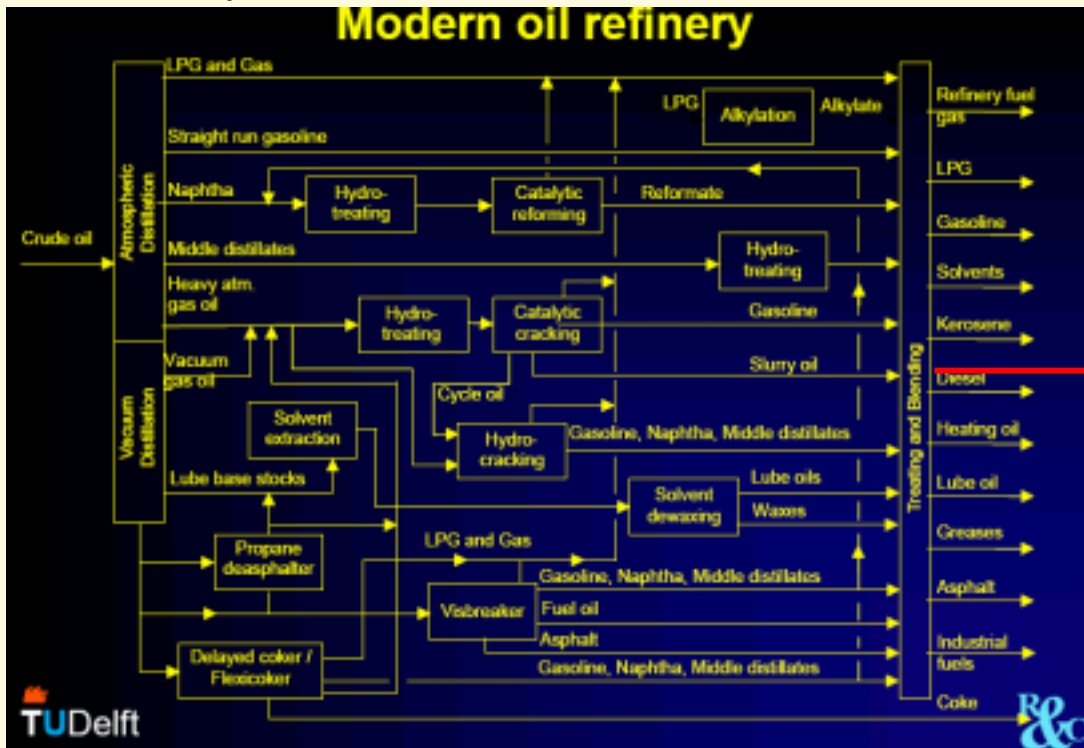 Modern oil refinery
LPG and Gas
LPG
Alkylation
Alkylate
Refinery fuel
gas
Straight run gasoline
LPG
Naphtha
Hydro-
treating
Catalytic
reforming
Reformate
Gasoline
Crude oil
Atmospheric
Distillation
Middle distillates
Hydro-
treating
Solvents
Heavy atm.
gas oil
Hydro-
treating
Catalytic
cracking
Gasoline
Kerosene
Vacuum
gas oil
Slurry oil
Diesel
Cycle oil
Vacuum
Distillation
Solvent
extraction
Hydro-
cracking
Gasoline, Naphtha, Middle distillates
Treating and Blending
Heating oil
Lube base stocks
Solvent
dewaxing
Lube oils
Waxes
Lube oil
Greases
Propane
deasphalter
LPG and Gas
Visbreaker
Gasoline, Naphtha, Middle distillates
Fuel oil
Asphalt
Asphalt
Delayed coker /
Flexicoker
Gasoline, Naphtha, Middle distillates
Industrial
fuels
Coke
TUDelft
R&C